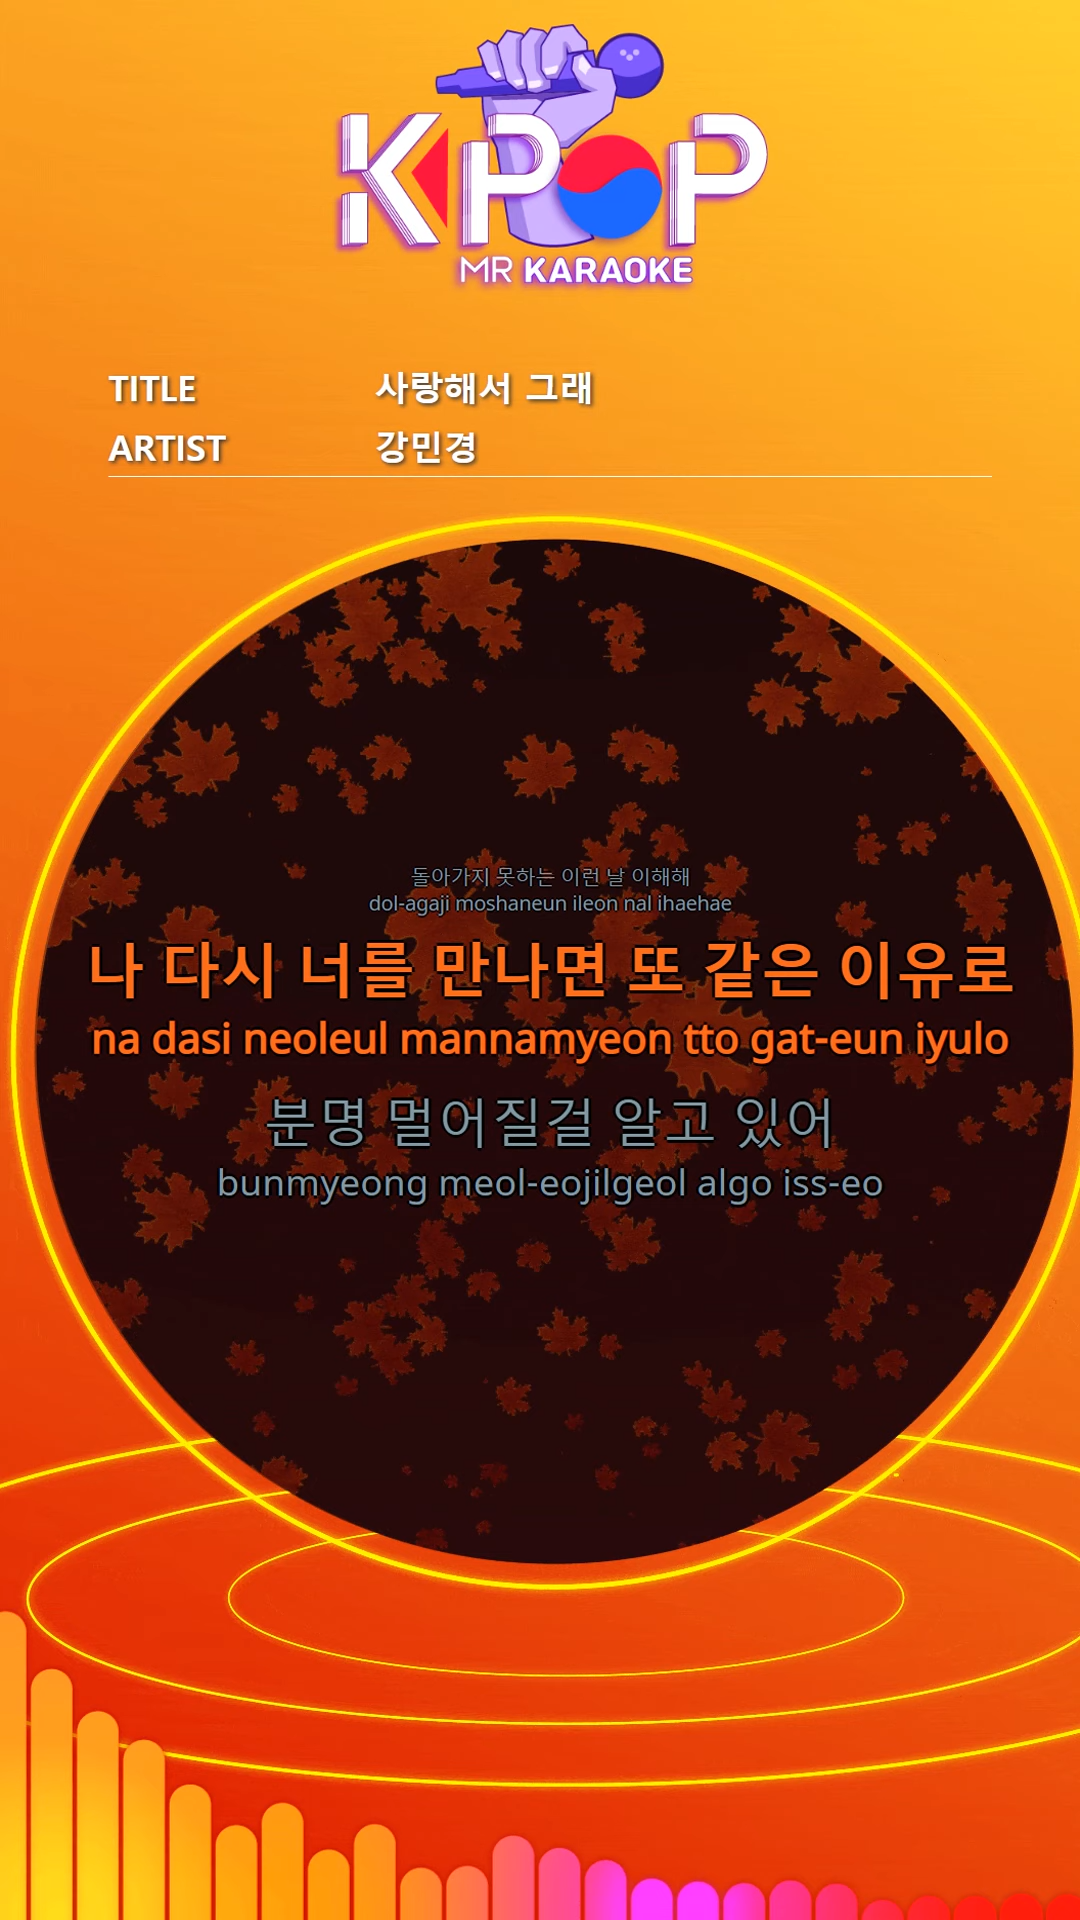 KPOP
MR KARAOKE
TITLE 사랑해서 그래
ARTIST 강민경
돌아가지 못하는 이런 날 이해해
dol-agaji moshaneun ileon nal ihaehae
나 다시 너를 만나면 또 같은 이유로
na dasi neoleul mannamyeon tto gat-eun iyulo
분명 멀어질걸 알고 있어
bunmyeong meol-eojilgeol algo iss-eo